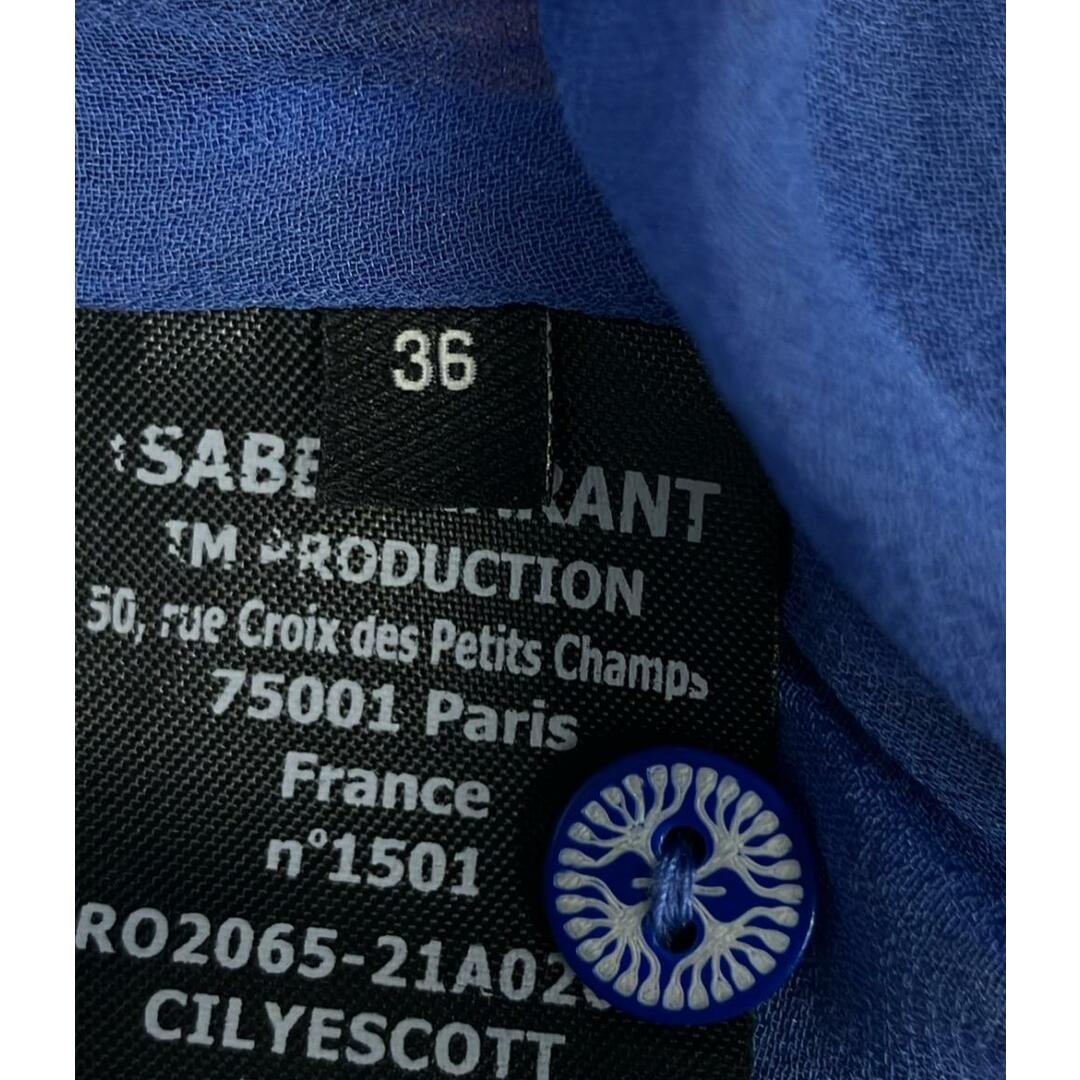 36
SABE RANT
PRODUCTION
50, rue Croix des Petits Champs
75001 Paris
France
n°1501
RO2065-21A02
CILYESCOTT